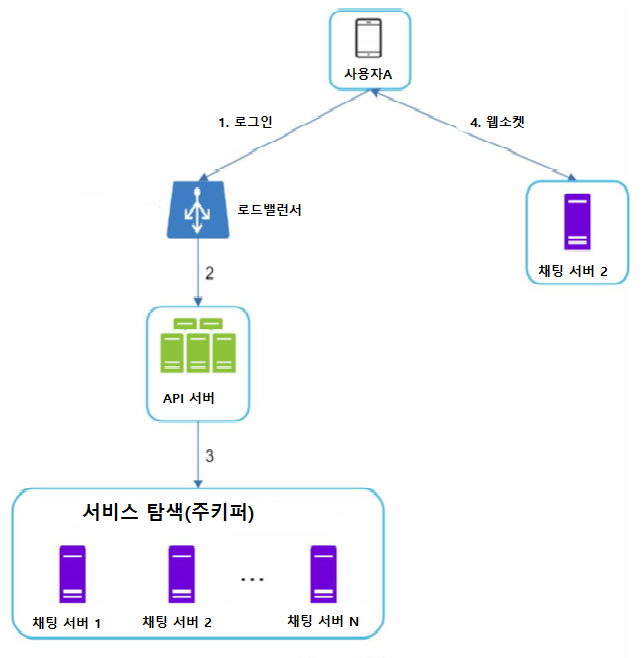 사용자A
1. 로그인
4. 웹소켓
로드밸런서
채팅 서버 2
2
API 서버
3
서비스 탐색(주키퍼)
...
채팅 서버 1
채팅 서버 2
채팅 서버 N